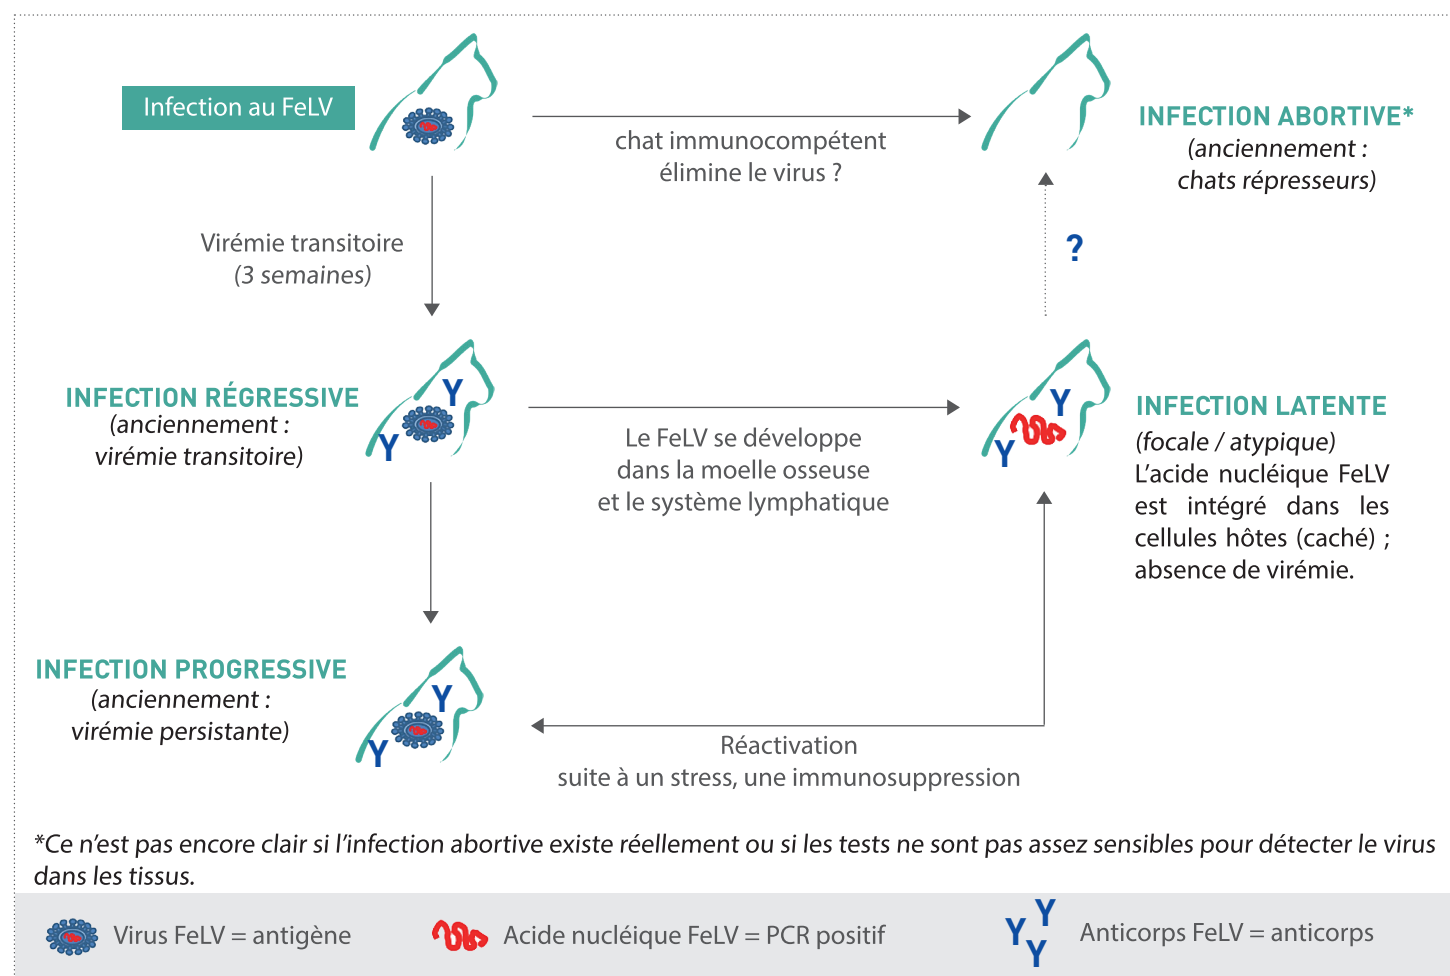 Infection au FeLV
chat immunocompétent
élimine le virus ?
INFECTION ABORTIVE*
(anciennement :
chats répresseurs)
Virémie transitoire
(3 semaines)
?
INFECTION RÉGRESSIVE
(anciennement :
virémie transitoire)
Y
Y
Le FeLV se développe
dans la moelle osseuse
et le système lymphatique
Y
Y
INFECTION LATENTE
(focale / atypique)
L’acide nucléique FeLV
est intégré dans les
cellules hôtes (caché) ;
absence de virémie.
INFECTION PROGRESSIVE
(anciennement :
virémie persistante)
Y
Y
Réactivation
suite à un stress, une immunosuppression
*Ce n’est pas encore clair si l’infection abortive existe réellement ou si les tests ne sont pas assez sensibles pour détecter le virus
dans les tissus.
Virus FeLV = antigène
Acide nucléique FeLV = PCR positif
Y
Y
Y
Anticorps FeLV = anticorps